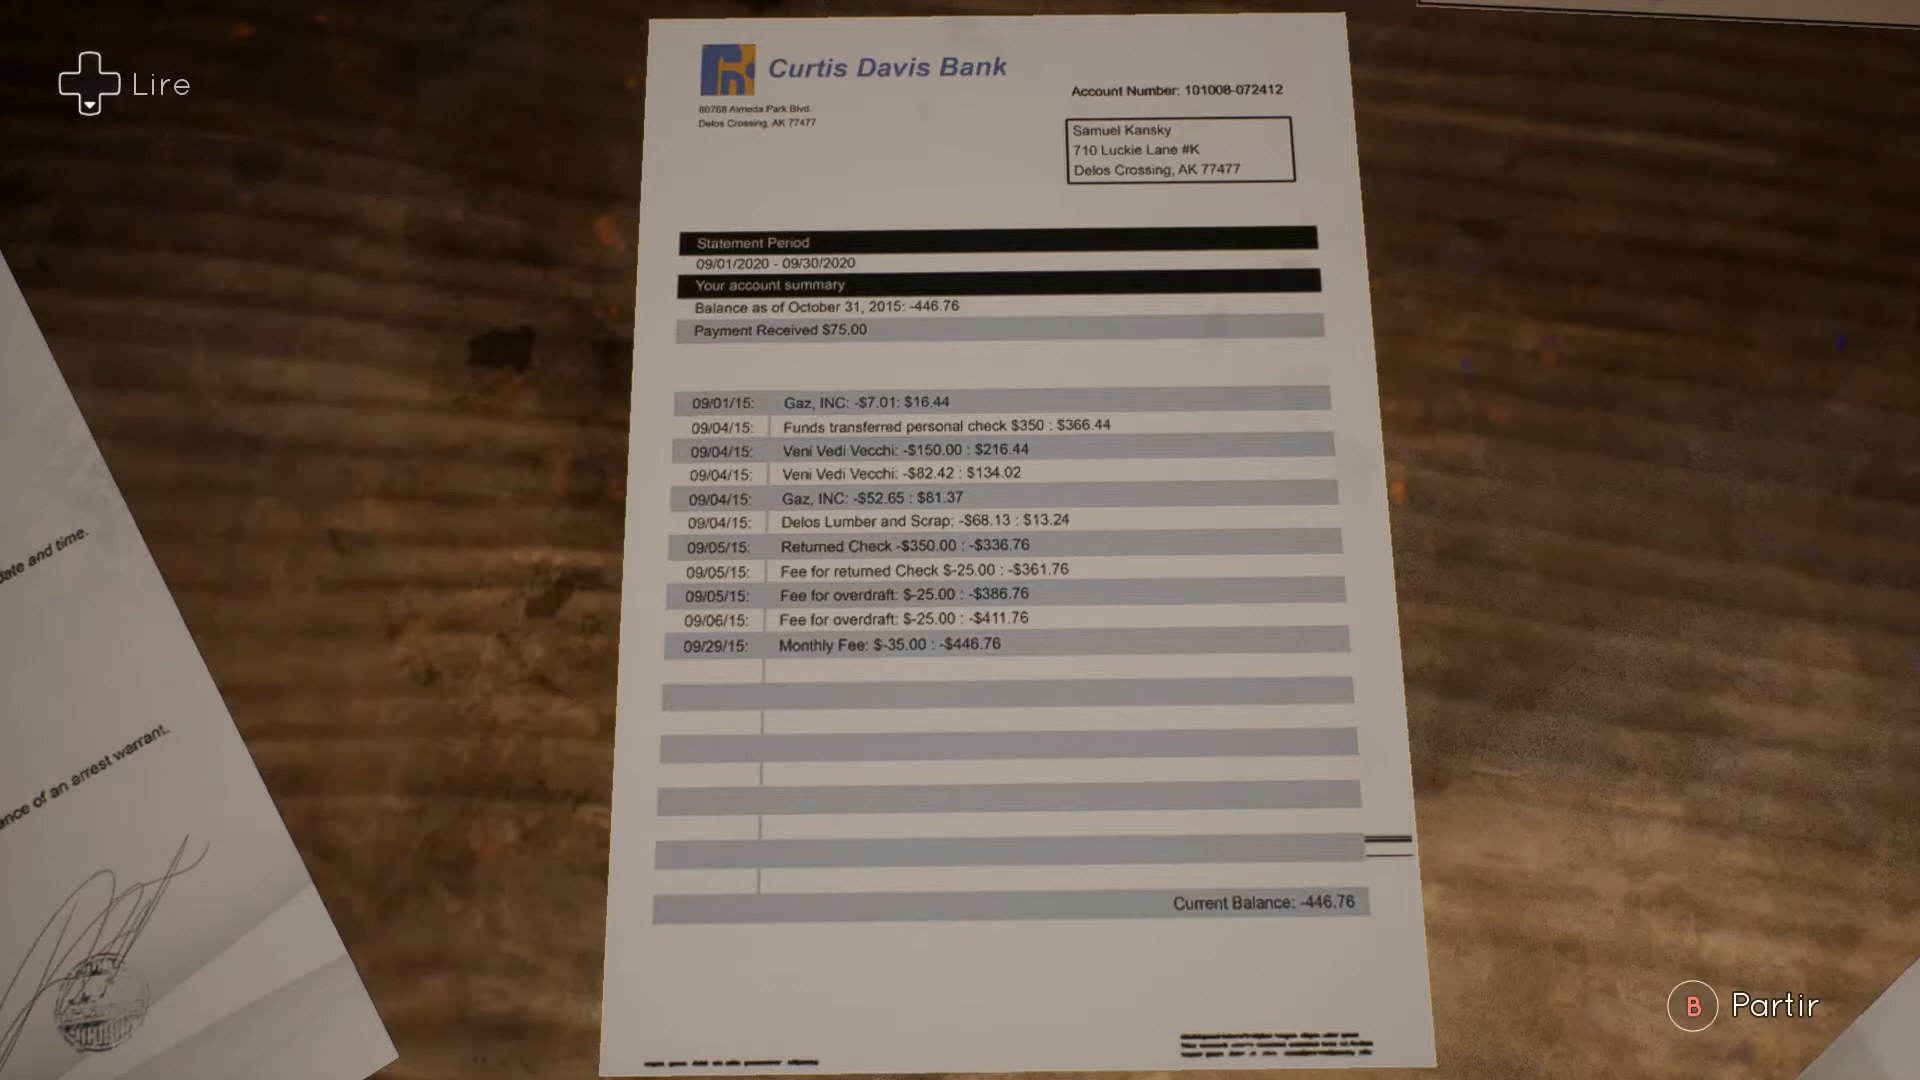 Lire
Curtis Davis Bank
80768 Almeda Park Blvd.
Delos Crossing, AK 77477
Account Number: 101008-072412
Samuel Kansky
710 Luckie Lane #K
Delos Crossing, AK 77477
Statement Period
09/01/2020 - 09/30/2020
Your account summary
Balance as of October 31, 2015: -446.76
Payment Received $75.00
09/01/15: Gaz, INC: -$7.01: $16.44
09/04/15: Funds transferred personal check $350 : $366.44
09/04/15: Veni Vedi Vecchi: -$150.00 : $216.44
09/04/15: Veni Vedi Vecchi: -$82.42 : $134.02
09/04/15: Gaz, INC: -$52.65 : $81.37
09/04/15: Delos Lumber and Scrap: -$68.13 : $13.24
09/05/15: Returned Check -$350.00 : -$336.76
09/05/15: Fee for returned Check $-25.00 : -$361.76
09/05/15: Fee for overdraft: $-25.00 : -$386.76
09/06/15: Fee for overdraft: $-25.00 : -$411.76
09/29/15: Monthly Fee: $-35.00 : -$446.76
Current Balance: -446.76
date and time.
of an arrest warrant.
B Partir